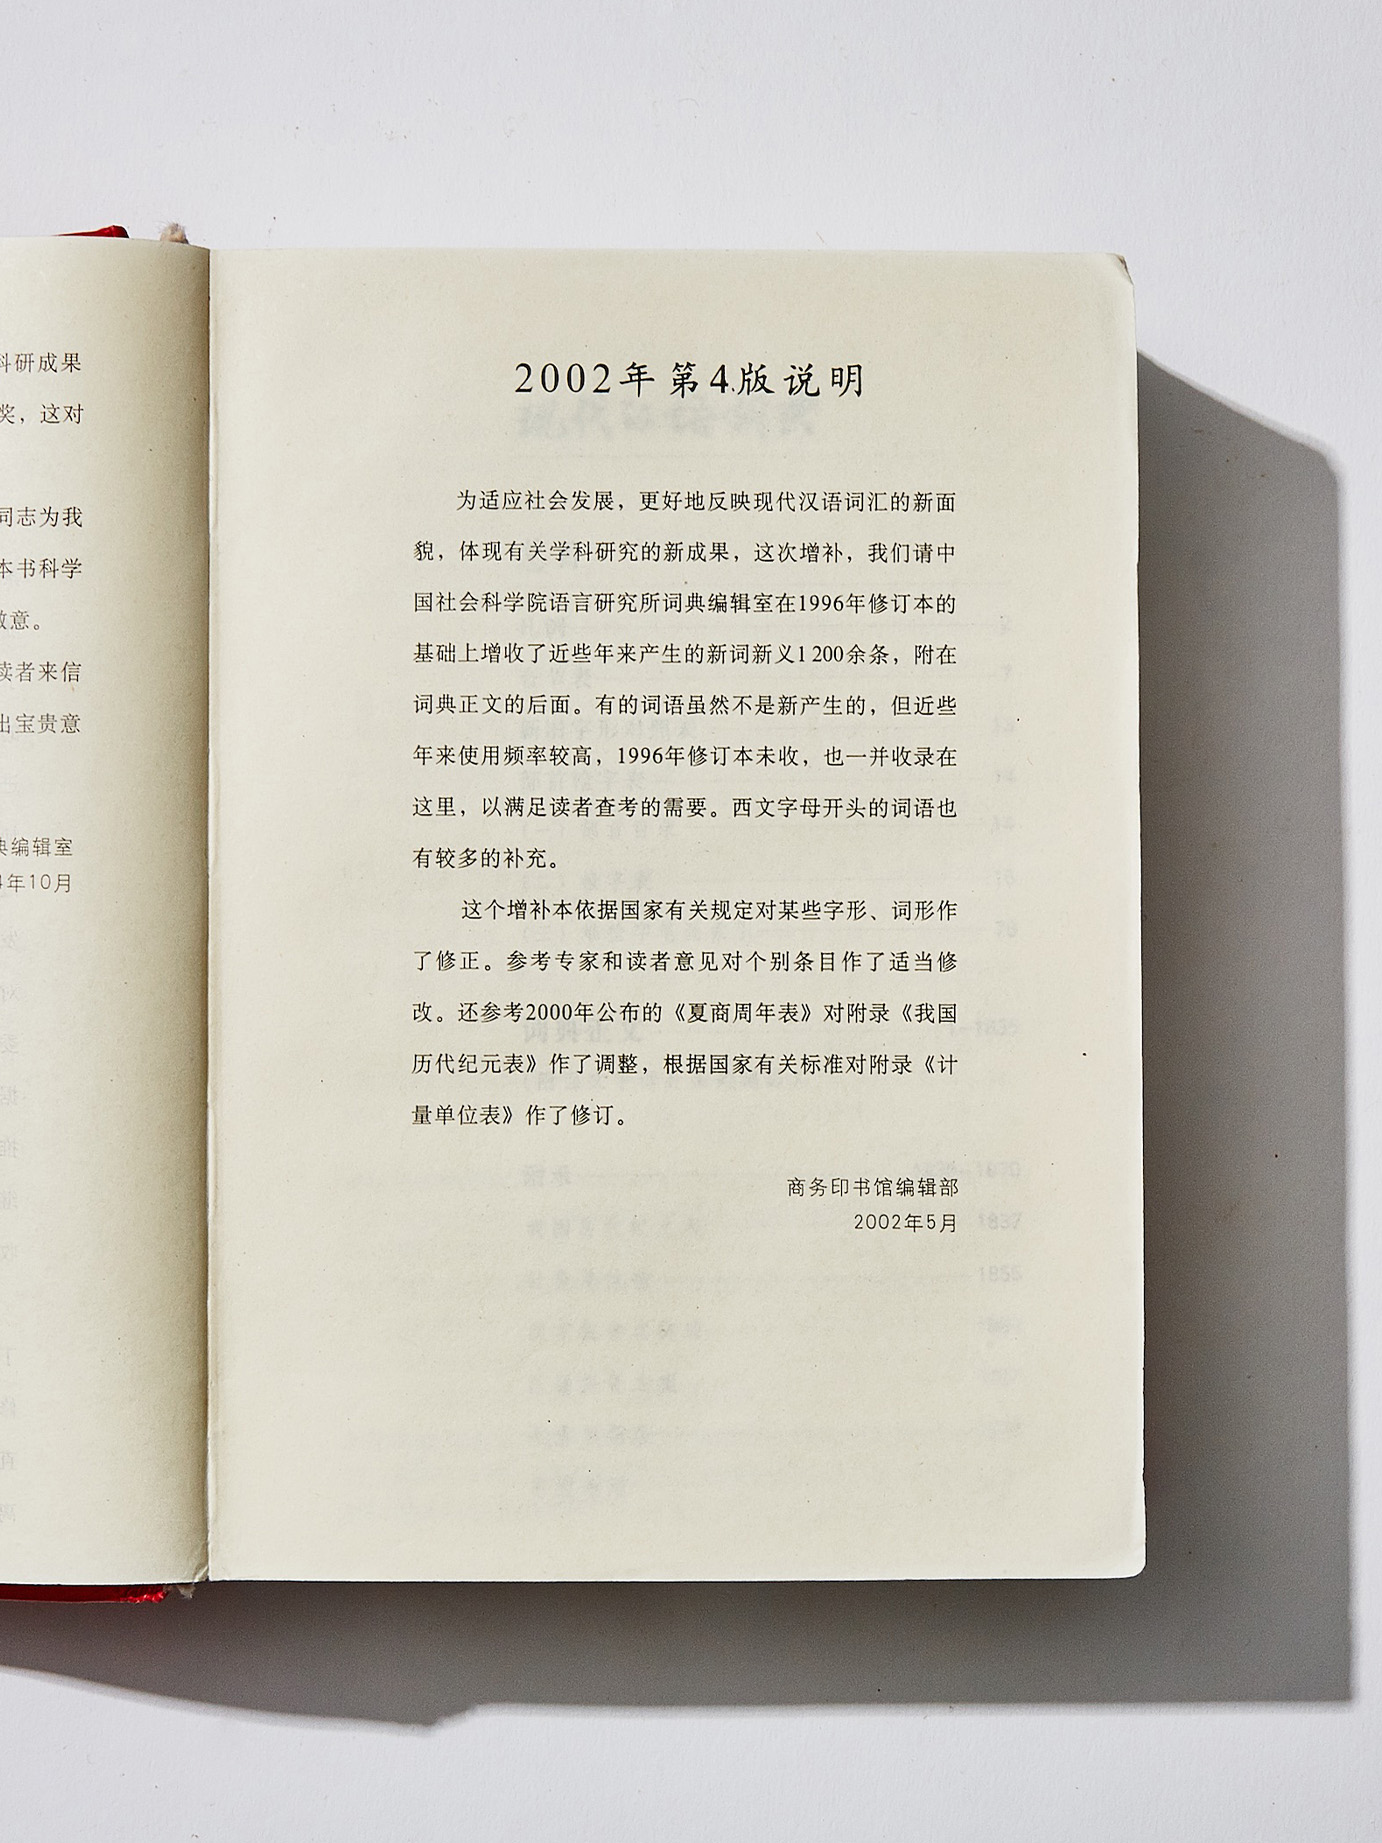 科研成果
奖，这对
同志为我
本书科学
敬意。
读者来信
出宝贵意
典编辑室
4年10月
2002年第4版说明
为适应社会发展，更好地反映现代汉语词汇的新面
貌，体现有关学科研究的新成果，这次增补，我们请中
国社会科学院语言研究所词典编辑室在1996年修订本的
基础上增收了近些年来产生的新词新义1200余条，附在
词典正文的后面。有的词语虽然不是新产生的，但近些
年来使用频率较高，1996年修订本未收，也一并收录在
这里，以满足读者查考的需要。西文字母开头的词语也
有较多的补充。
这个增补本依据国家有关规定对某些字形、词形作
了修正。参考专家和读者意见对个别条目作了适当修
改。还参考2000年公布的《夏商周年表》对附录《我国
历代纪元表》作了调整，根据国家有关标准对附录《计
量单位表》作了修订。
商务印书馆编辑部
2002年5月